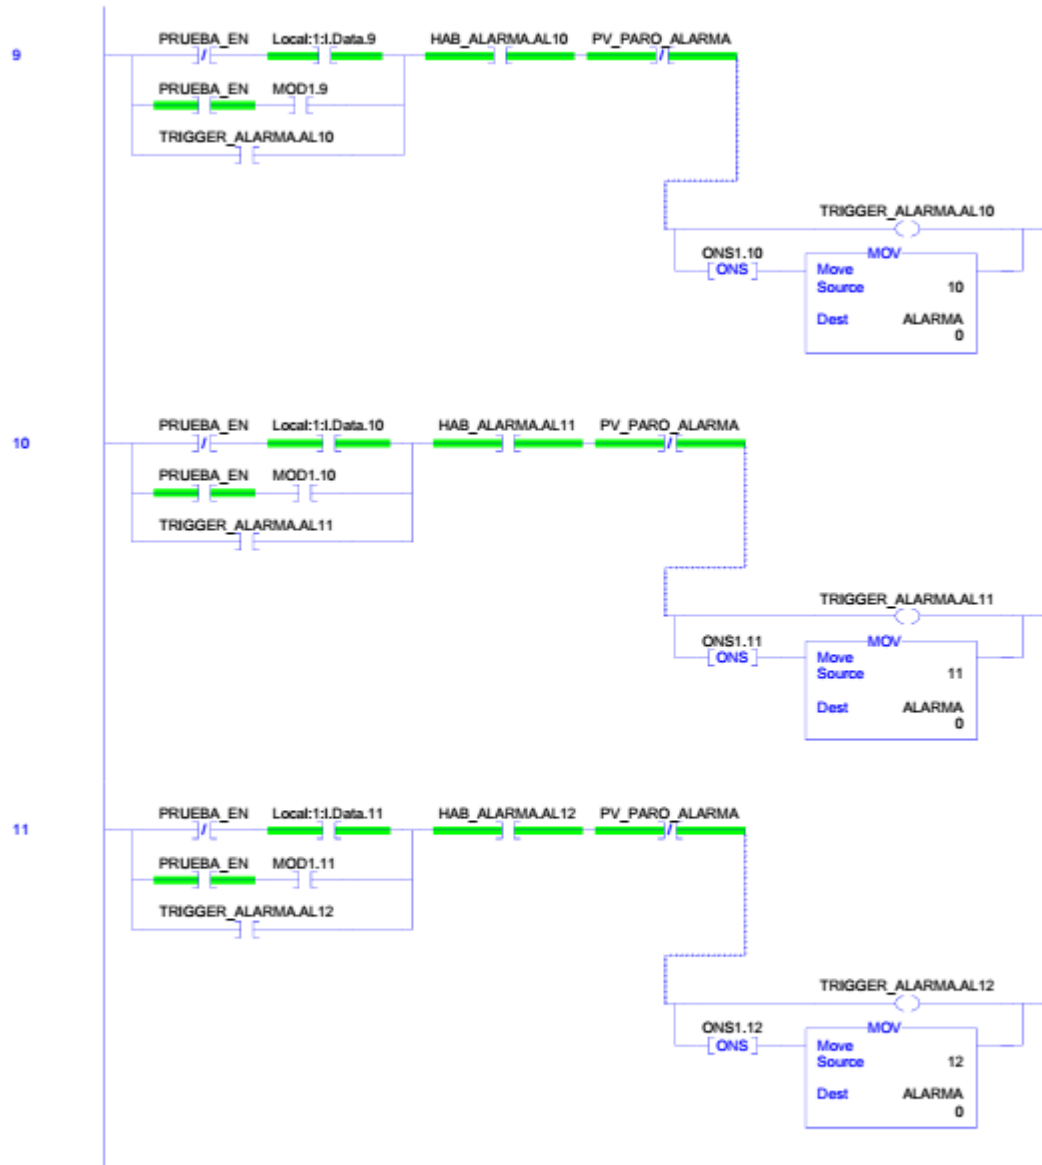 9
PRUEBA_EN Local:1:I.Data.9 HAB_ALARMA.AL10 PV_PARO_ALARMA
PRUEBA_EN MOD1.9
TRIGGER_ALARMA.AL10
TRIGGER_ALARMA.AL10
ONS1.10
ONS
MOV
Move
Source 10
Dest ALARMA
0
10
PRUEBA_EN Local:1:I.Data.10 HAB_ALARMA.AL11 PV_PARO_ALARMA
PRUEBA_EN MOD1.10
TRIGGER_ALARMA.AL11
TRIGGER_ALARMA.AL11
ONS1.11
ONS
MOV
Move
Source 11
Dest ALARMA
0
11
PRUEBA_EN Local:1:I.Data.11 HAB_ALARMA.AL12 PV_PARO_ALARMA
PRUEBA_EN MOD1.11
TRIGGER_ALARMA.AL12
TRIGGER_ALARMA.AL12
ONS1.12
ONS
MOV
Move
Source 12
Dest ALARMA
0